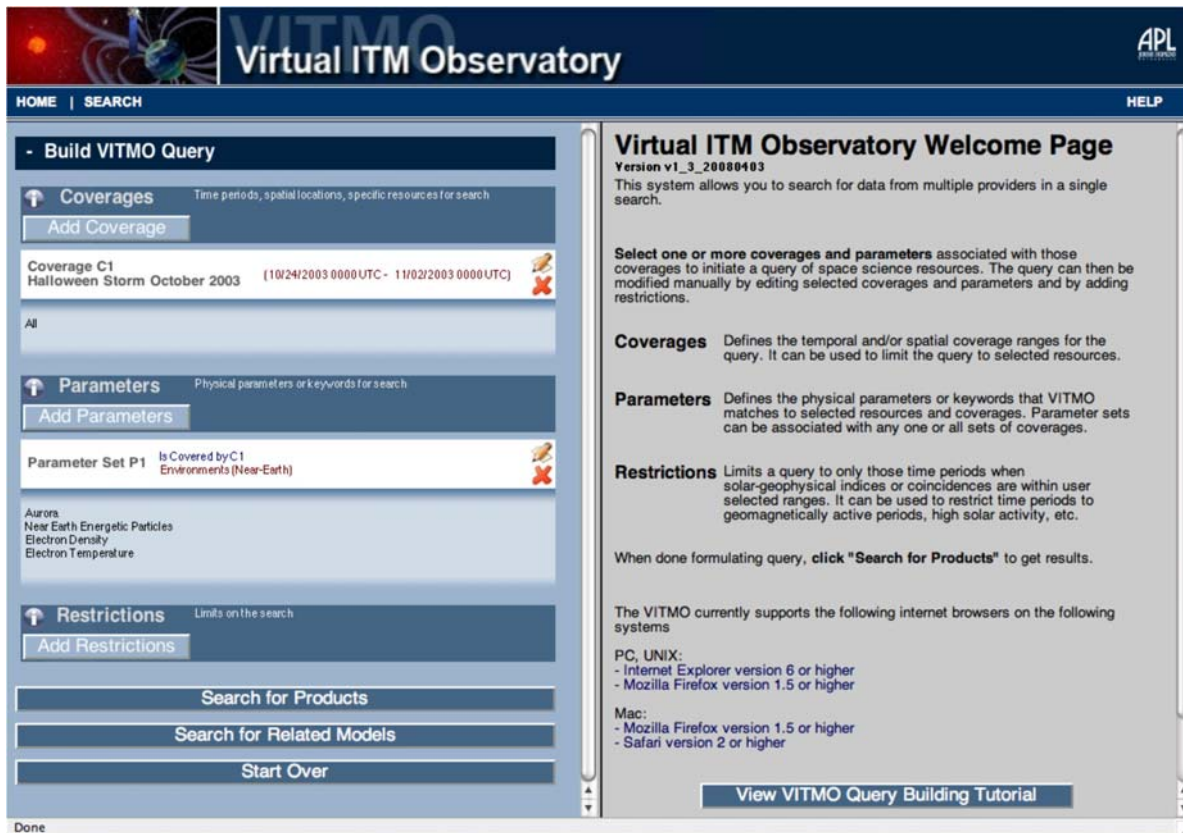 VITMO
Virtual ITM Observatory
APL
HOME | SEARCH
HELP
- Build VITMO Query
Coverages Time periods, spatial locations, specific resources for search
Add Coverage
Coverage C1
Halloween Storm October 2003 (10/24/2003 0000 UTC - 11/02/2003 0000 UTC)
All
Parameters Physical parameters or keywords for search
Add Parameters
Parameter Set P1 Is Covered by C1
Environments (Near-Earth)
Aurora
Near Earth Energetic Particles
Electron Density
Electron Temperature
Restrictions Limits on the search
Add Restrictions
Search for Products
Search for Related Models
Start Over
Virtual ITM Observatory Welcome Page
Version v1_3_20080403
This system allows you to search for data from multiple providers in a single
search.
Select one or more coverages and parameters associated with those
coverages to initiate a query of space science resources. The query can then be
modified manually by editing selected coverages and parameters and by adding
restrictions.
Coverages Defines the temporal and/or spatial coverage ranges for the
query. It can be used to limit the query to selected resources.
Parameters Defines the physical parameters or keywords that VITMO
matches to selected resources and coverages. Parameter sets
can be associated with any one or all sets of coverages.
Restrictions Limits a query to only those time periods when
solar-geophysical indices or coincidences are within user
selected ranges. It can be used to restrict time periods to
geomagnetically active periods, high solar activity, etc.
When done formulating query, click "Search for Products" to get results.
The VITMO currently supports the following internet browsers on the following
systems
PC, UNIX:
- Internet Explorer version 6 or higher
- Mozilla Firefox version 1.5 or higher
Mac:
- Mozilla Firefox version 1.5 or higher
- Safari version 2 or higher
View VITMO Query Building Tutorial
Done